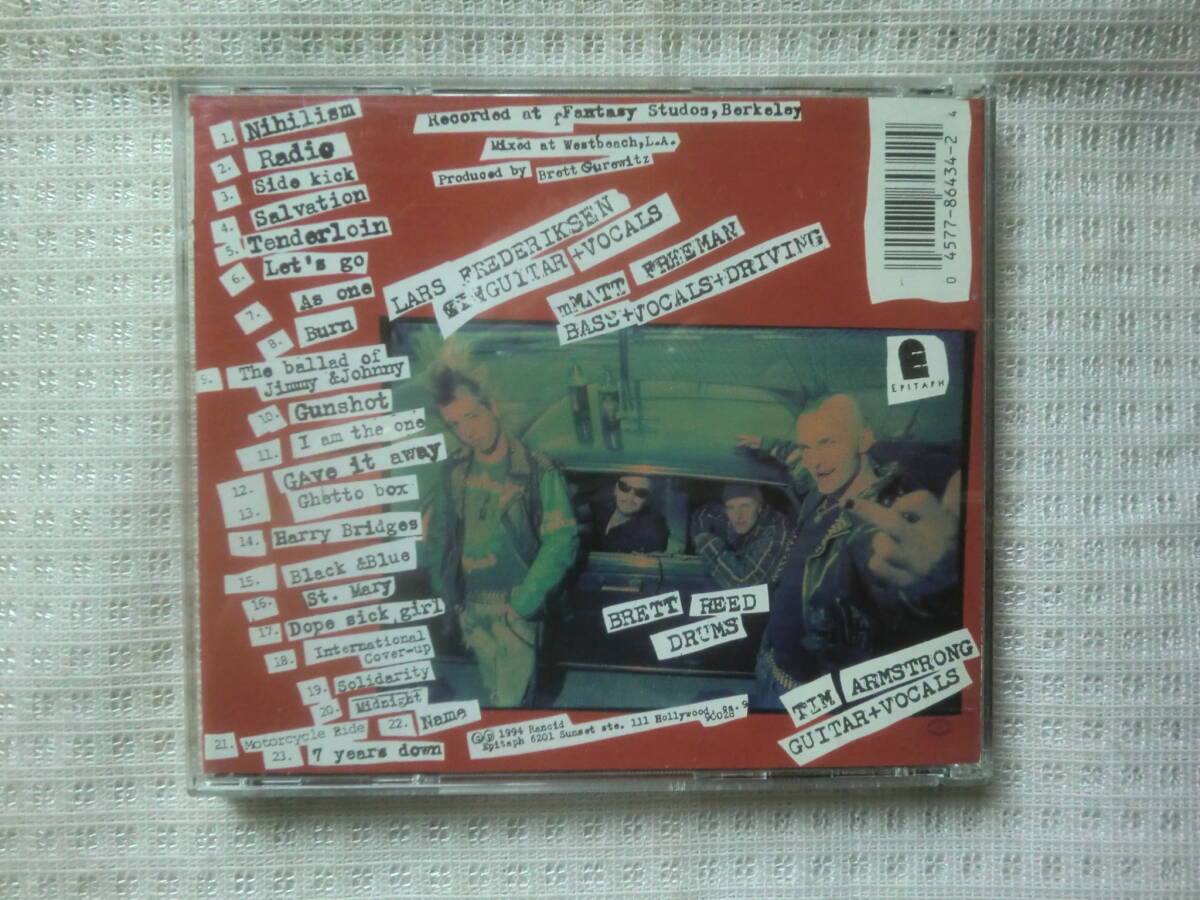 1. Nihilism
2. Radio
3. Side kick
4. Salvation
5. Tenderloin
6. Let's go
7. As one
8. Burn
9. The ballad of
Jimmy &Johnny
10. Gunshot
11. I am the one
12. GAve it away
13. Ghetto box
14. Harry Bridges
15. Black &Blue
16. St. Mary
17. Dope sick girl
18. International
Cover-up
19. Solidarity
20. Midnight
21. Motorcycle Ride
22. Name
23. 7 years down
Recorded at Fantasy Studos, Berkeley
Mixed at Westbeach, L.A.
Produced by Brett Gurewitz
LARS FREDERIKSEN
GUITAR+VOCALS
mMATT FREEMAN
BASS+VOCALS+DRIVING
0 4577-86434-2 4
EPITAPH
BRETT REED
DRUMS
TIM ARMSTRONG
GUITAR+VOCALS
©℗ 1994 Rancid
Epitaph 6201 Sunset ste. 111 Hollywood, 90028